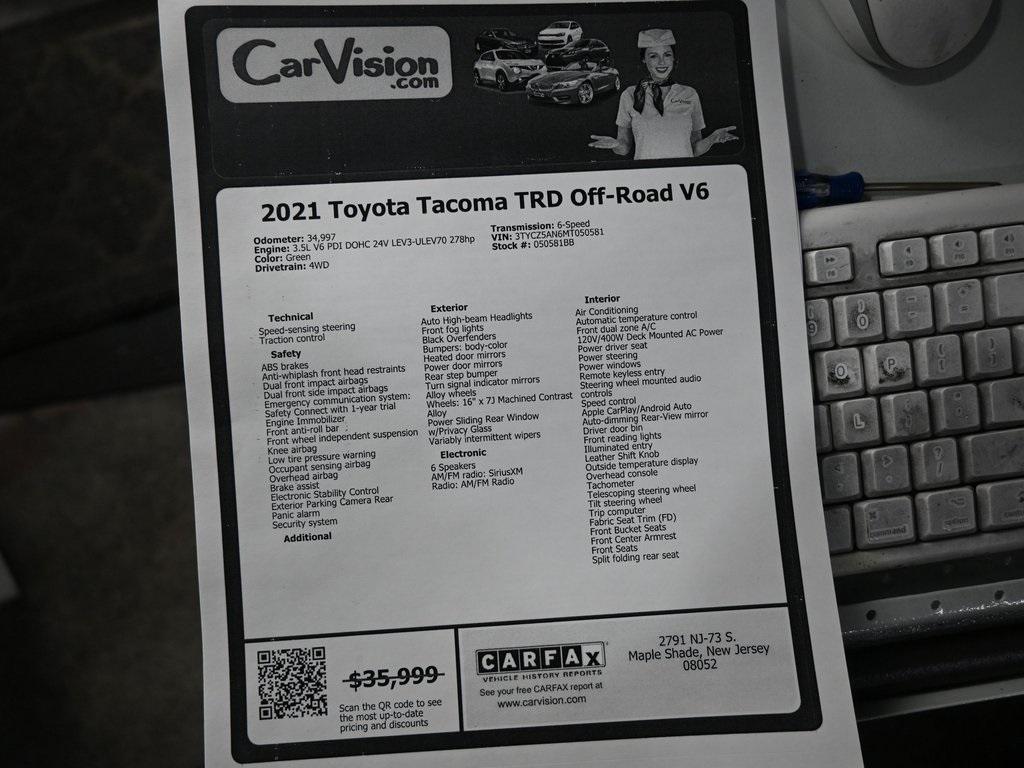 CarVision
.com
CarVision
2021 Toyota Tacoma TRD Off-Road V6
Odometer: 34,997
Engine: 3.5L V6 PDI DOHC 24V LEV3-ULEV70 278hp
Color: Green
Drivetrain: 4WD
Transmission: 6-Speed
VIN: 3TYCZ5AN6MT050581
Stock #: 050581BB
Technical
Speed-sensing steering
Traction control
Safety
ABS brakes
Anti-whiplash front head restraints
Dual front impact airbags
Dual front side impact airbags
Emergency communication system:
Safety Connect with 1-year trial
Engine Immobilizer
Front anti-roll bar
Front wheel independent suspension
Knee airbag
Low tire pressure warning
Occupant sensing airbag
Overhead airbag
Brake assist
Electronic Stability Control
Exterior Parking Camera Rear
Panic alarm
Security system
Additional
Exterior
Auto High-beam Headlights
Front fog lights
Black Overfenders
Bumpers: body-color
Heated door mirrors
Power door mirrors
Rear step bumper
Turn signal indicator mirrors
Alloy wheels
Wheels: 16" x 7J Machined Contrast
Alloy
Power Sliding Rear Window
w/Privacy Glass
Variably intermittent wipers
Electronic
6 Speakers
AM/FM radio: SiriusXM
Radio: AM/FM Radio
Interior
Air Conditioning
Automatic temperature control
Front dual zone A/C
120V/400W Deck Mounted AC Power
Power driver seat
Power steering
Power windows
Remote keyless entry
Steering wheel mounted audio
controls
Speed control
Apple CarPlay/Android Auto
Auto-dimming Rear-View mirror
Driver door bin
Front reading lights
Illuminated entry
Leather Shift Knob
Outside temperature display
Overhead console
Tachometer
Telescoping steering wheel
Tilt steering wheel
Trip computer
Fabric Seat Trim (FD)
Front Bucket Seats
Front Center Armrest
Front Seats
Split folding rear seat
$35,999
Scan the QR code to see
the most up-to-date
pricing and discounts
CARFAX
VEHICLE HISTORY REPORTS
See your free CARFAX report at
www.carvision.com
2791 NJ-73 S.
Maple Shade, New Jersey
08052
O P
L
command
option